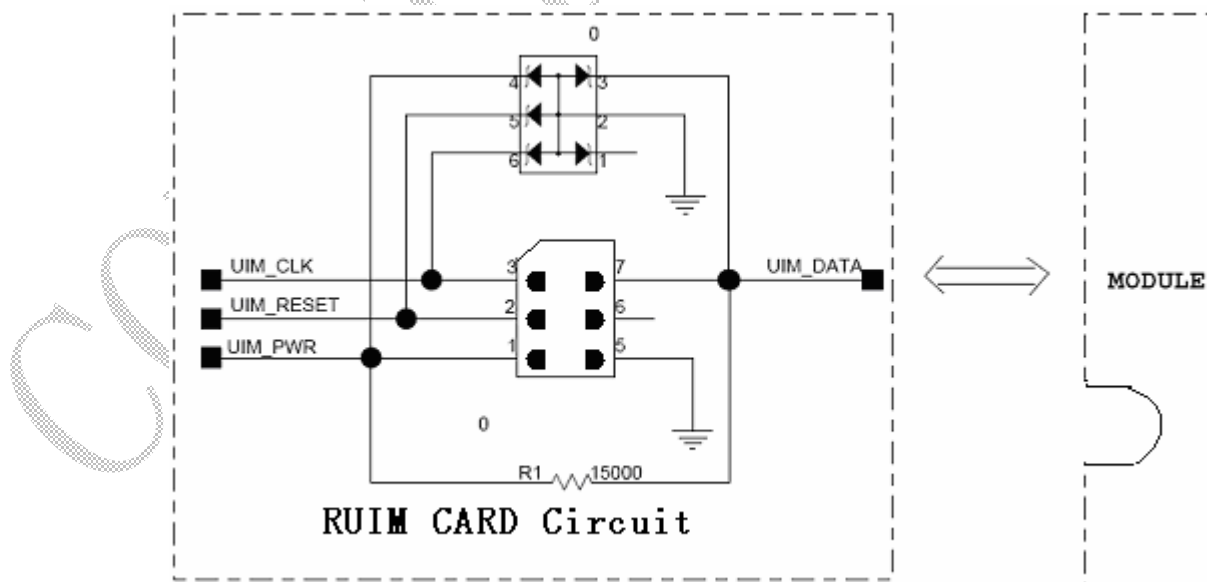 0
4 3
5 2
6 1
UIM_CLK 3 7 UIM_DATA
UIM_RESET 2 6
UIM_PWR 1 5
MODULE
0
R1 15000
RUIM CARD Circuit